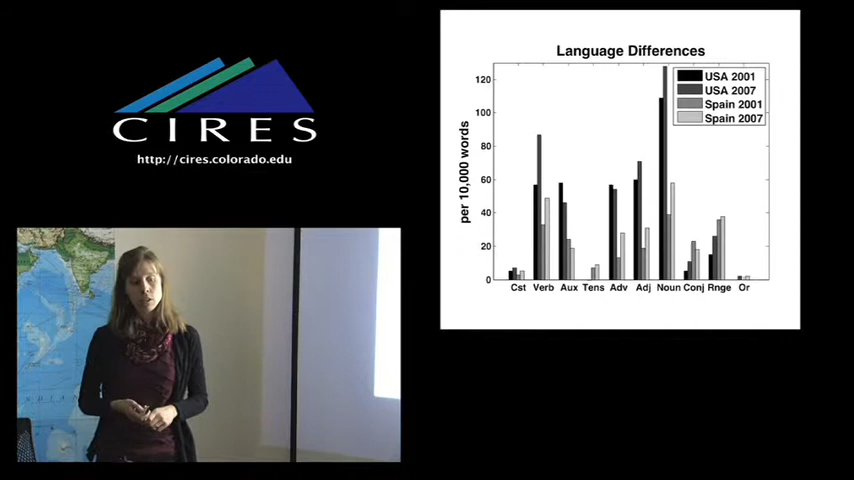 CIRES
http://cires.colorado.edu
Language Differences
USA 2001
USA 2007
Spain 2001
Spain 2007
per 10,000 words
120
100
80
60
40
20
0
Cst Verb Aux Tens Adv Adj Noun Conj Rnge Or